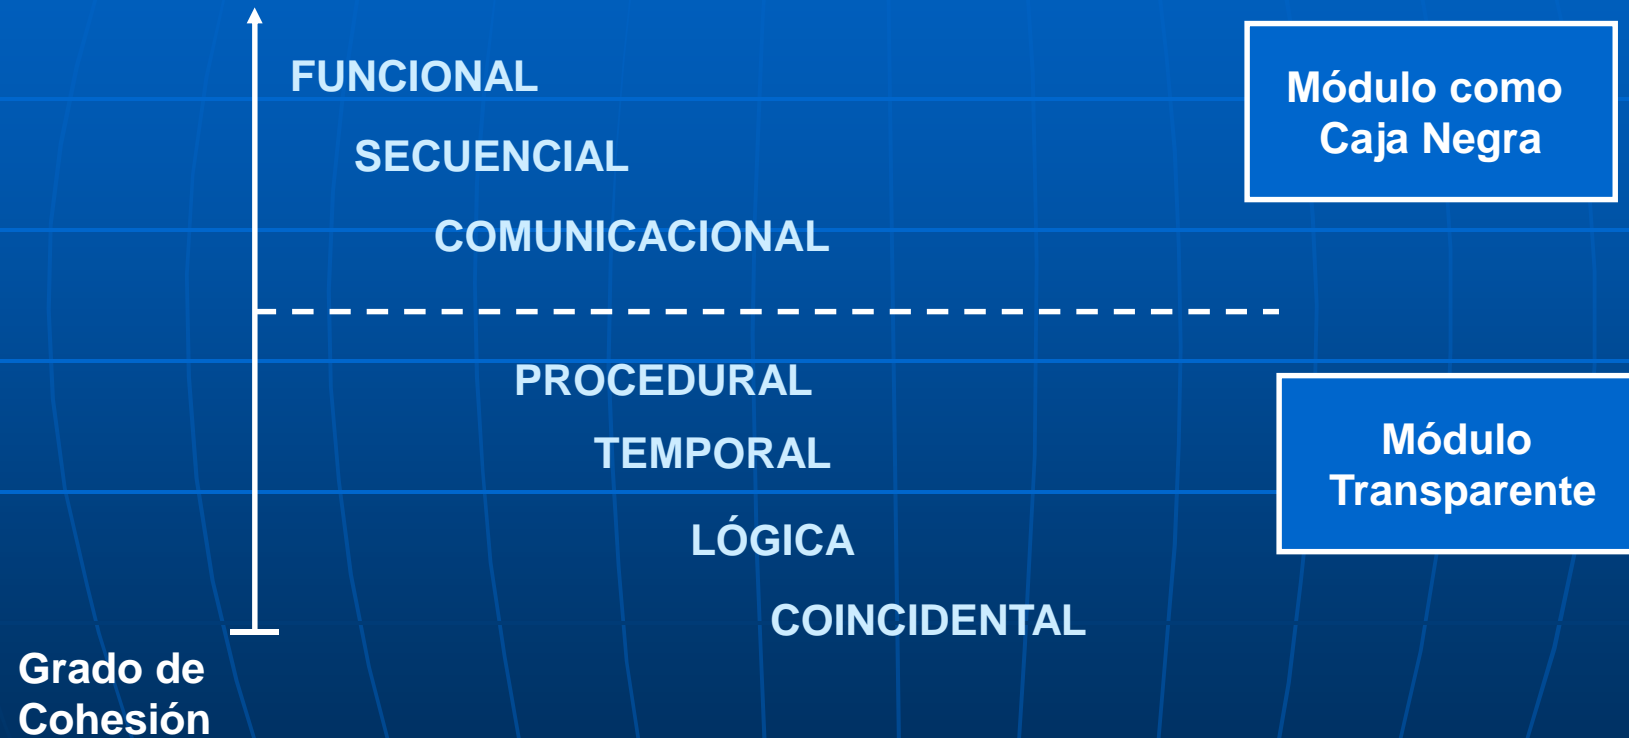 FUNCIONAL
SECUENCIAL
COMUNICACIONAL
Módulo como
Caja Negra
PROCEDURAL
TEMPORAL
LÓGICA
COINCIDENTAL
Módulo
Transparente
Grado de
Cohesión